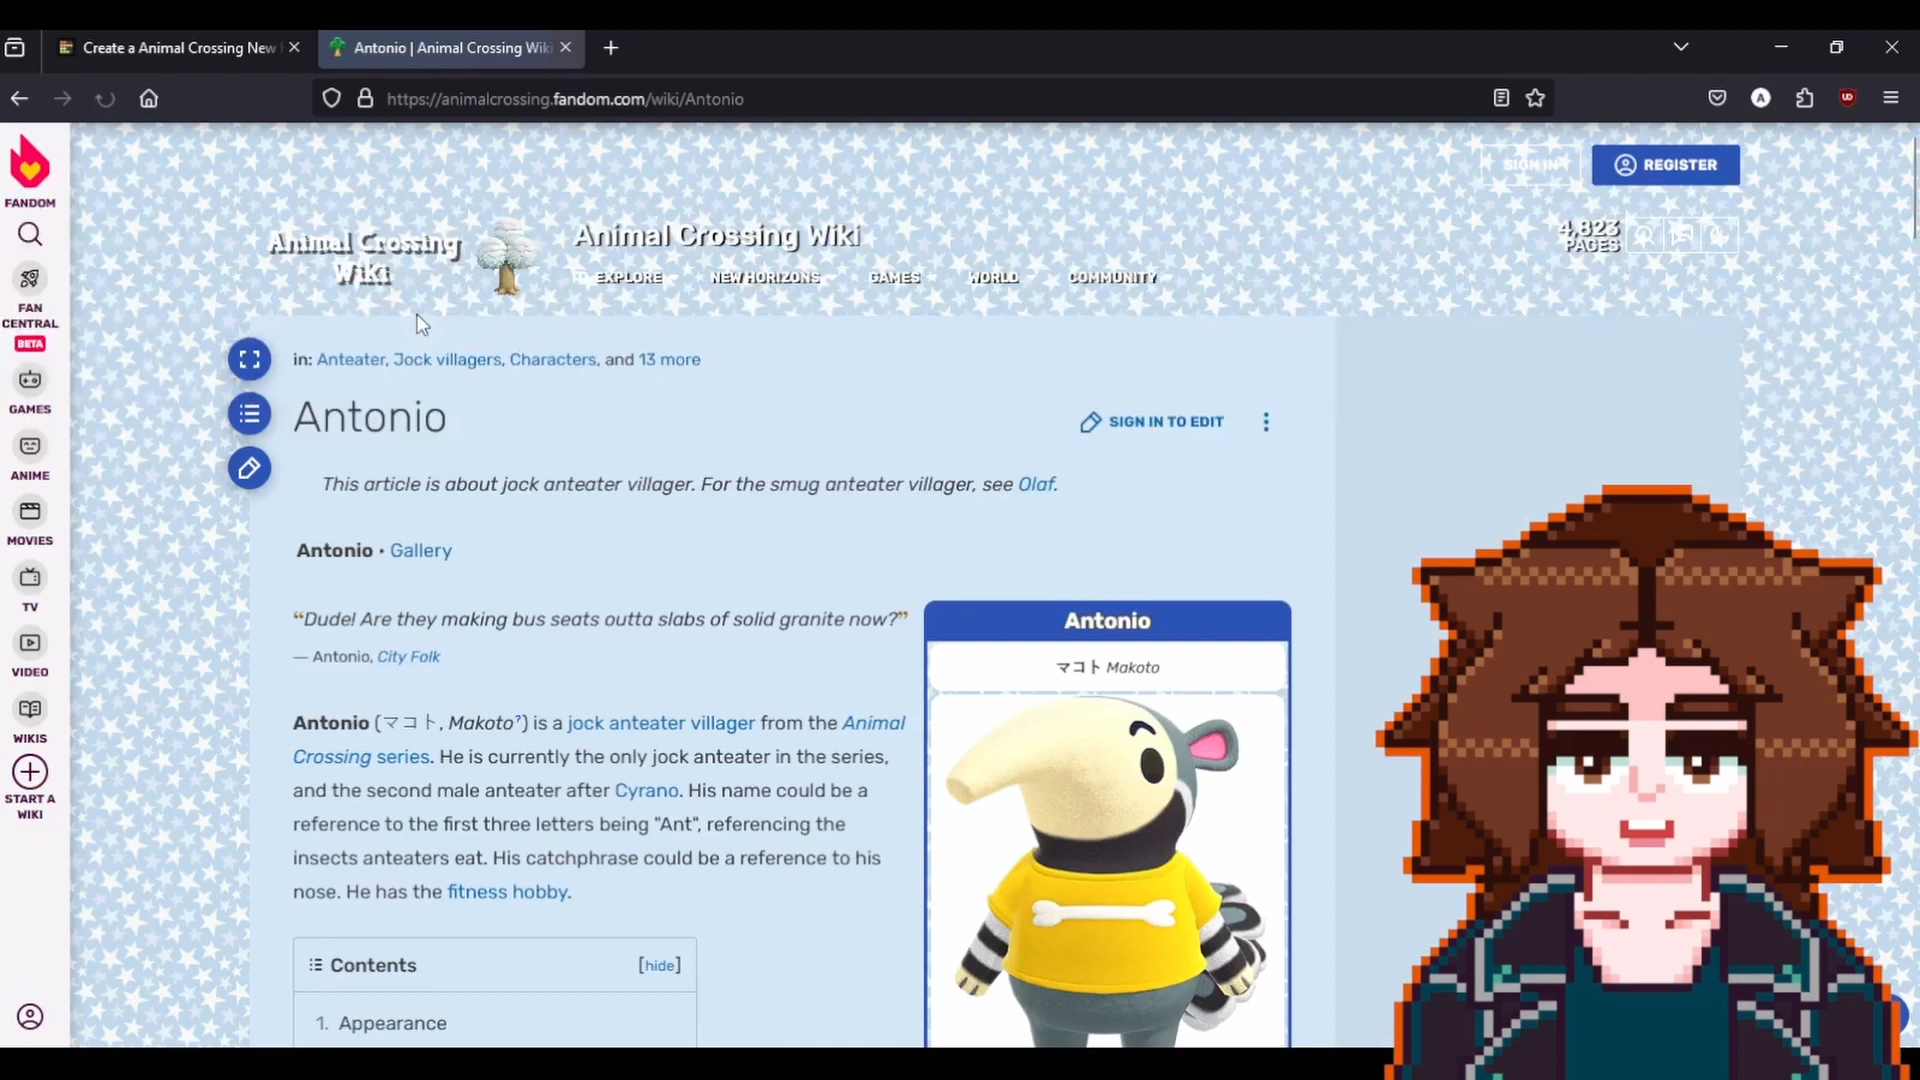 Create a Animal Crossing New
Antonio | Animal Crossing Wiki
https://animalcrossing.fandom.com/wiki/Antonio
A
FANDOM
FAN
CENTRAL
BETA
GAMES
ANIME
MOVIES
TV
VIDEO
WIKIS
START A
WIKI
SIGN IN
REGISTER
Animal Crossing
Wiki
Animal Crossing Wiki
EXPLORE
NEW HORIZONS
GAMES
WORLD
COMMUNITY
4,823
PAGES
in: Anteater, Jock villagers, Characters, and 13 more
Antonio
SIGN IN TO EDIT
This article is about jock anteater villager. For the smug anteater villager, see Olaf.
Antonio • Gallery
“Dude! Are they making bus seats outta slabs of solid granite now?”
— Antonio, City Folk
Antonio (マコト, Makoto?) is a jock anteater villager from the Animal
Crossing series. He is currently the only jock anteater in the series,
and the second male anteater after Cyrano. His name could be a
reference to the first three letters being "Ant", referencing the
insects anteaters eat. His catchphrase could be a reference to his
nose. He has the fitness hobby.
Contents [hide]
1. Appearance
Antonio
マコト Makoto